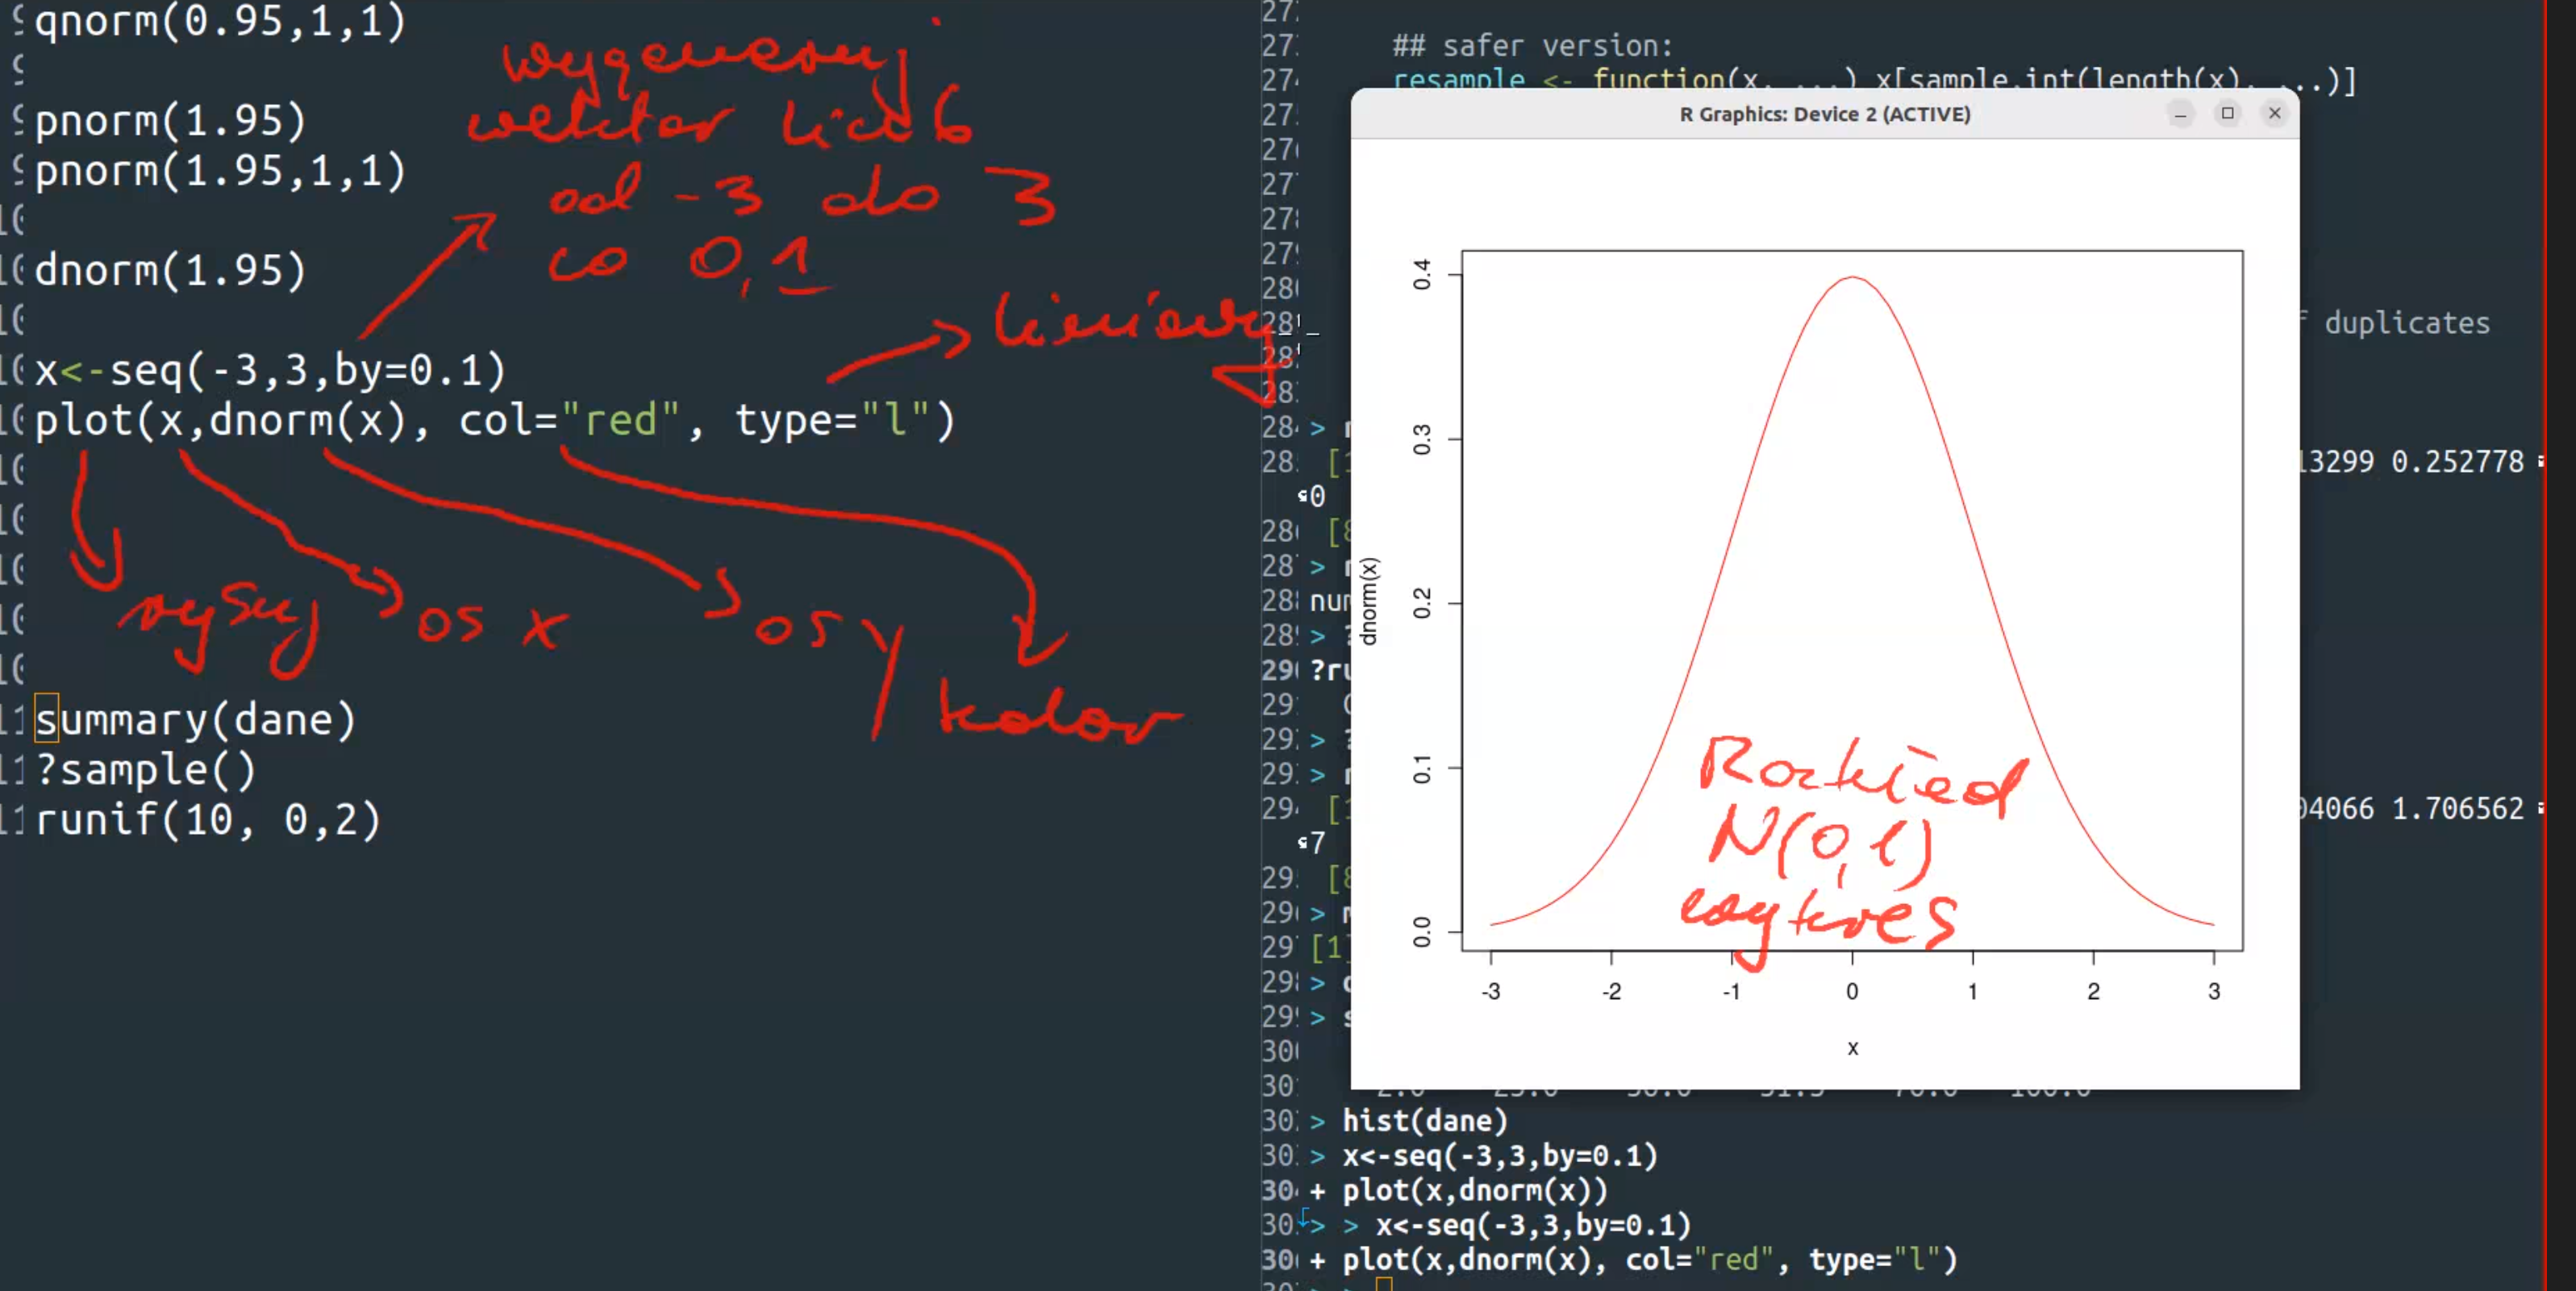 qnorm(0.95,1,1)
wygeneruj
wektor liczb
pnorm(1.95)
pnorm(1.95,1,1)
od -3 do 3
co 0,1
dnorm(1.95)
liniowy
x<-seq(-3,3,by=0.1)
plot(x,dnorm(x), col="red", type="l")
rysuj
oś x
oś y
kolor
summary(dane)
?sample()
runif(10, 0,2)
## safer version:
resample <- function(x, ...) x[sample.int(length(x), ...)]
R Graphics: Device 2 (ACTIVE)
duplicates
13299 0.252778
04066 1.706562
dnorm(x)
0.4
0.3
0.2
0.1
0.0
Rozkład
N(0,1)
wykres
-3 -2 -1 0 1 2 3
x
> hist(dane)
> x<-seq(-3,3,by=0.1)
+ plot(x,dnorm(x))
> > x<-seq(-3,3,by=0.1)
+ plot(x,dnorm(x), col="red", type="l")